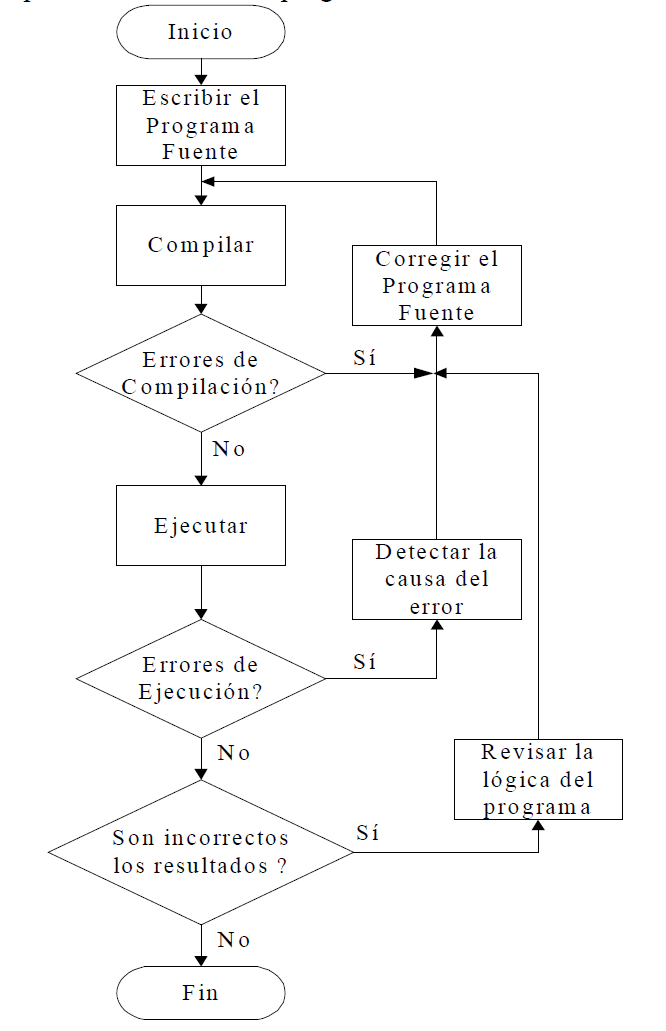 Inicio
Escribir el
Programa
Fuente
Compilar
Corregir el
Programa
Fuente
Errores de
Compilación?
Sí
No
Ejecutar
Detectar la
causa del
error
Errores de
Ejecución?
Sí
No
Revisar la
lógica del
programa
Son incorrectos
los resultados ?
Sí
No
Fin